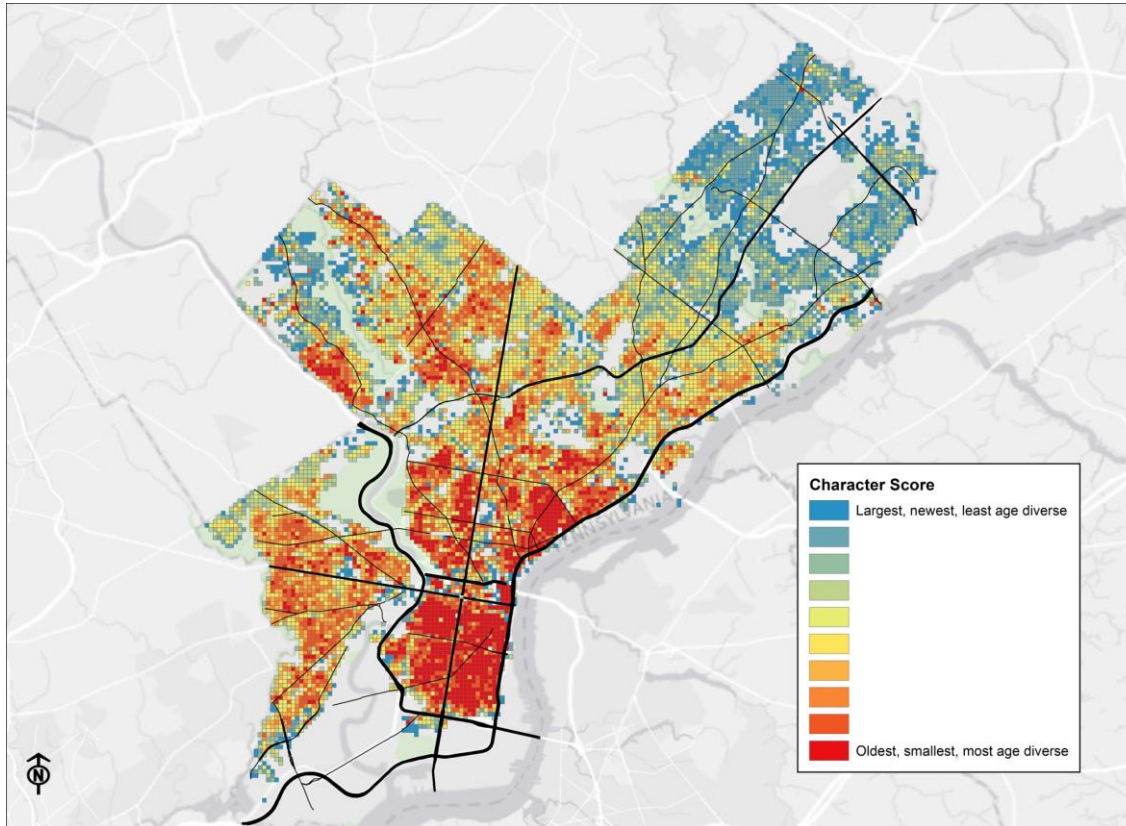 PENNSYLVANIA
Character Score
Largest, newest, least age diverse
Oldest, smallest, most age diverse
N